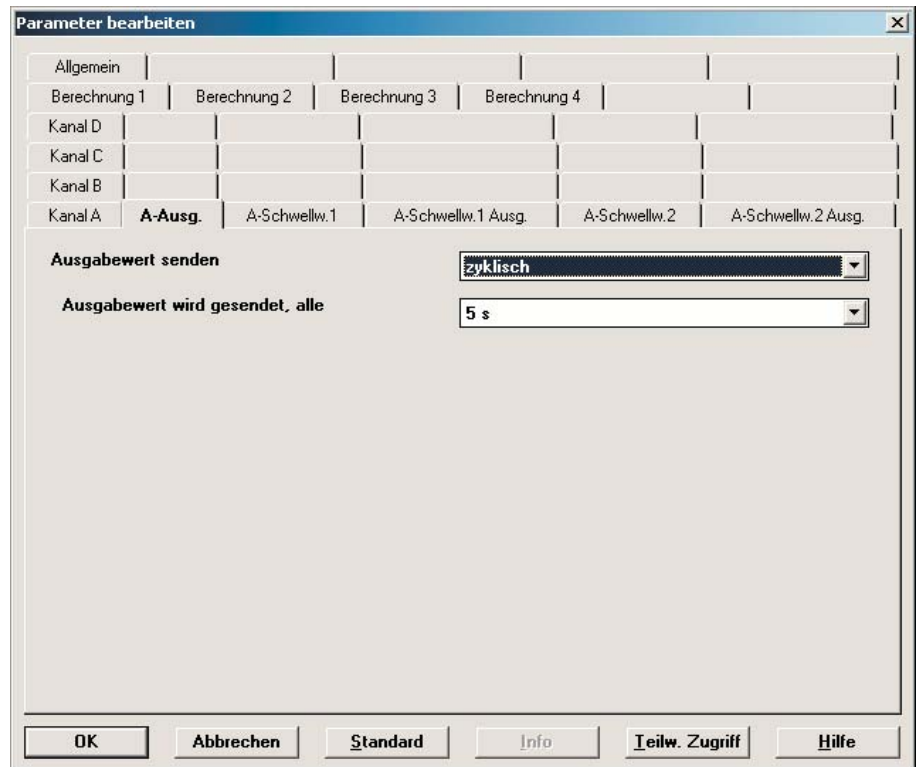 Parameter bearbeiten
Allgemein
Berechnung 1 Berechnung 2 Berechnung 3 Berechnung 4
Kanal D
Kanal C
Kanal B
Kanal A A-Ausg. A-Schwellw.1 A-Schwellw.1 Ausg. A-Schwellw.2 A-Schwellw.2 Ausg.
Ausgabewert senden zyklisch
Ausgabewert wird gesendet, alle 5 s
OK Abbrechen Standard Info Teilw. Zugriff Hilfe